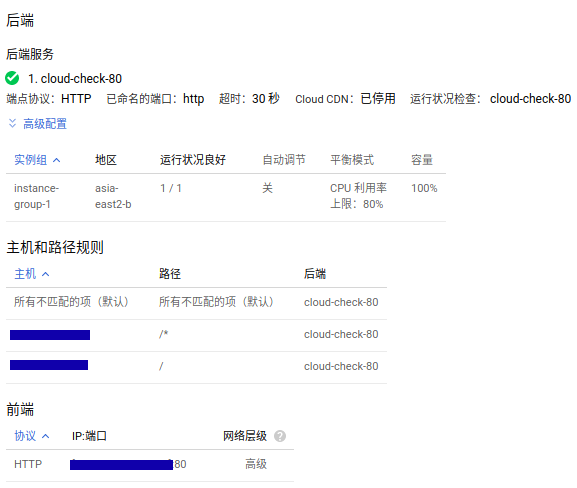 后端
后端服务
1. cloud-check-80
端点协议：HTTP 已命名的端口：http 超时：30 秒 Cloud CDN：已停用 运行状况检查： cloud-check-80
高级配置
实例组 地区 运行状况良好 自动调节 平衡模式 容量
instance-group-1 asia-east2-b 1 / 1 关 CPU 利用率上限：80% 100%
主机和路径规则
主机 路径 后端
所有不匹配的项（默认） 所有不匹配的项（默认） cloud-check-80
/* cloud-check-80
/ cloud-check-80
前端
协议 IP:端口 网络层级 ?
HTTP 80 高级